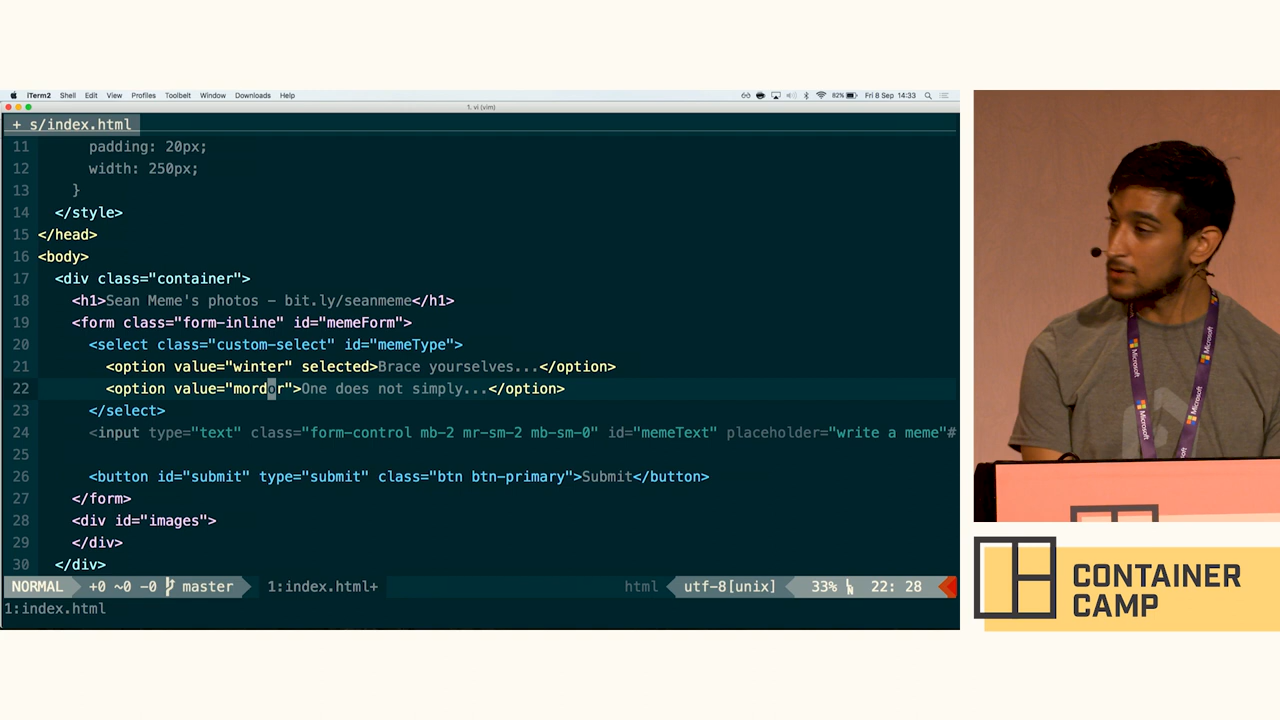 iTerm2 Shell Edit View Profiles Toolbelt Window Downloads Help 82% Fri 8 Sep 14:33
1. vi (vim)
+ s/index.html
11 padding: 20px;
12 width: 250px;
13 }
14 </style>
15 </head>
16 <body>
17 <div class="container">
18 <h1>Sean Meme's photos - bit.ly/seanmeme</h1>
19 <form class="form-inline" id="memeForm">
20 <select class="custom-select" id="memeType">
21 <option value="winter" selected>Brace yourselves...</option>
22 <option value="mordor">One does not simply...</option>
23 </select>
24 <input type="text" class="form-control mb-2 mr-sm-2 mb-sm-0" id="memeText" placeholder="write a meme"#
25
26 <button id="submit" type="submit" class="btn btn-primary">Submit</button>
27 </form>
28 <div id="images">
29 </div>
30 </div>
NORMAL +0 ~0 -0 master 1:index.html+ html utf-8[unix] 33% LN 22: 28
1:index.html
Microsoft
Microsoft
Microsoft
Microsoft
CONTAINER
CAMP